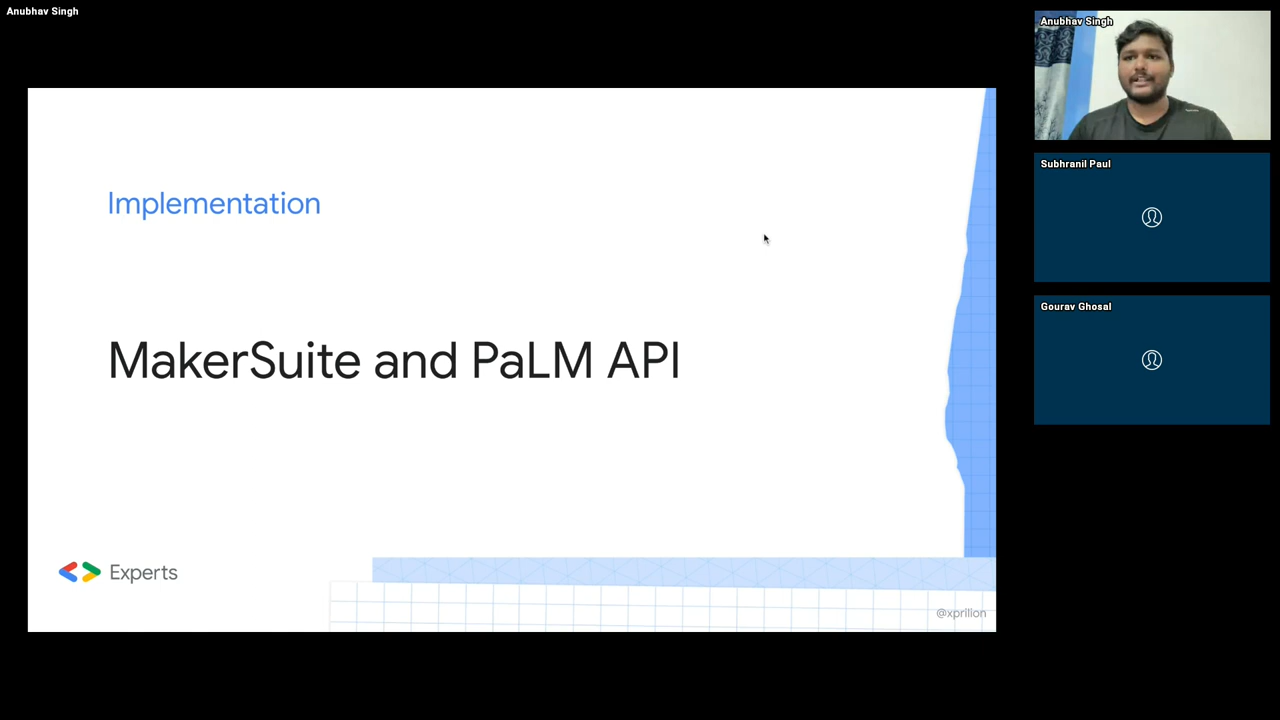 Anubhav Singh
Anubhav Singh
Subhranil Paul
Gourav Ghosal
Implementation
MakerSuite and PaLM API
Experts
@xprilion